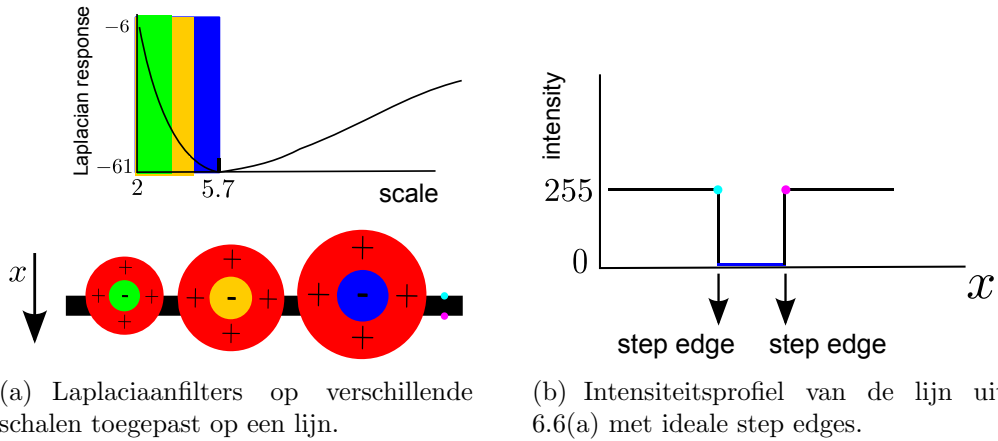 Laplacian response
−6
−61
2
5.7
scale
x
+
+ - +
+
+
+ - +
+
+
+ - +
+
(a) Laplaciaanfilters op verschillende
schalen toegepast op een lijn.
intensity
255
0
x
step edge
step edge
(b) Intensiteitsprofiel van de lijn uit
6.6(a) met ideale step edges.